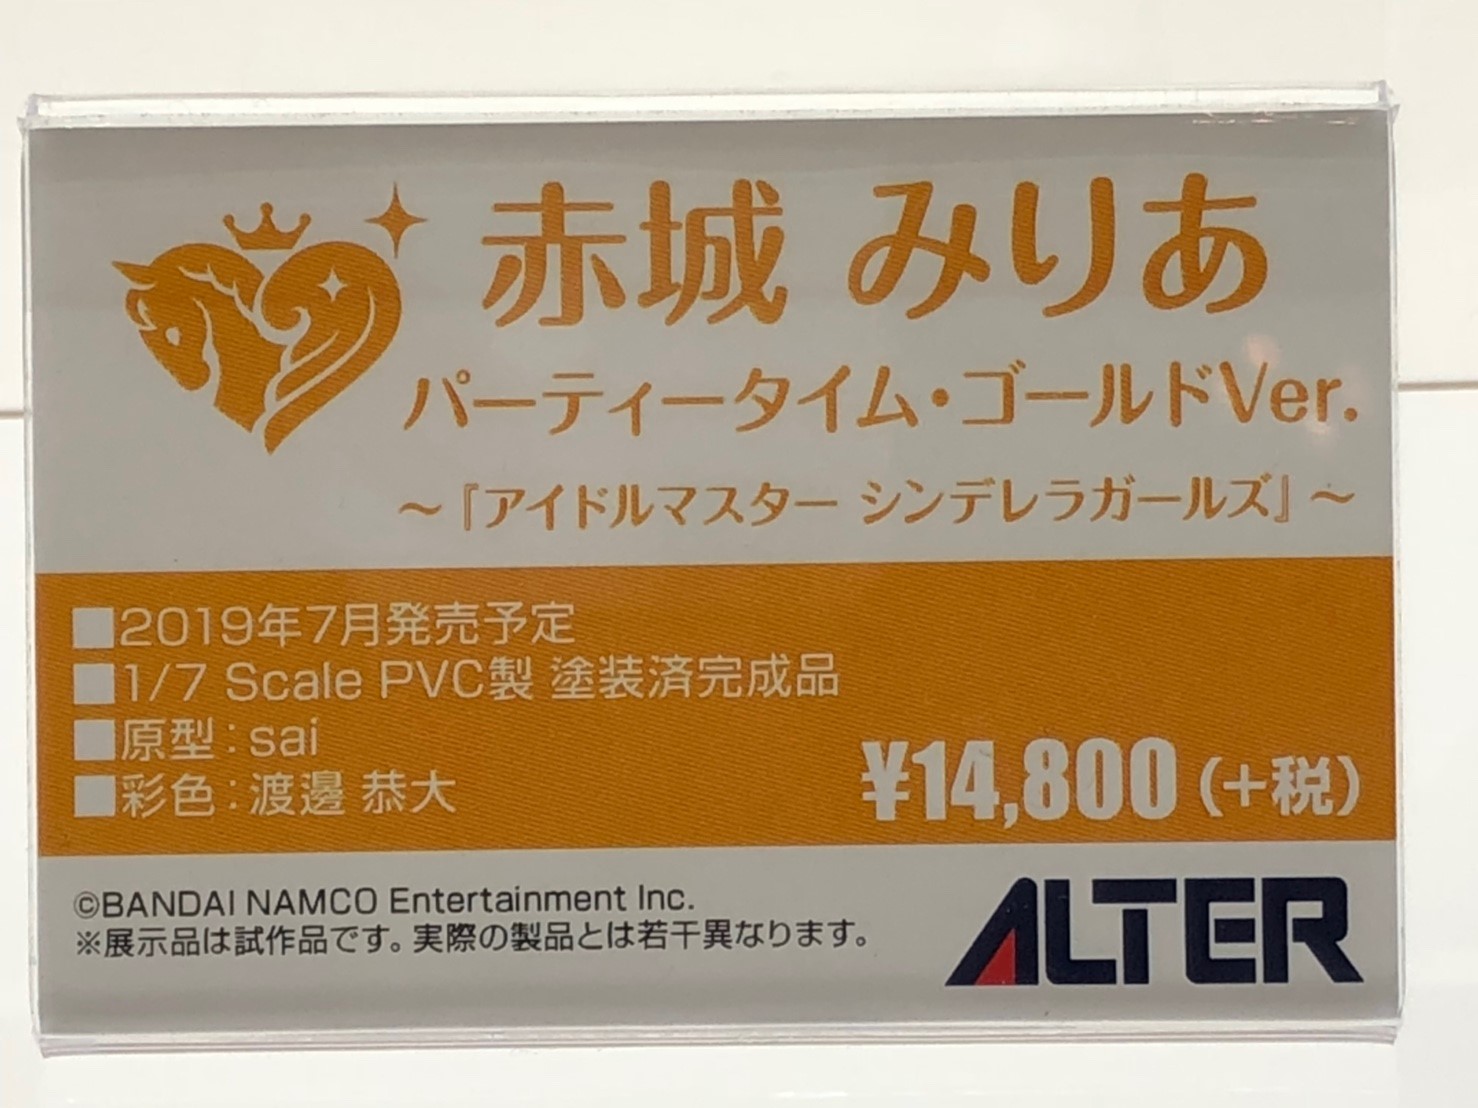 赤城 みりあ
パーティータイム・ゴールドVer.
～『アイドルマスター シンデレラガールズ』～
■2019年7月発売予定
■1/7 Scale PVC製 塗装済完成品
■原型：sai
■彩色：渡邊 恭大
¥14,800（+税）
©BANDAI NAMCO Entertainment Inc.
※展示品は試作品です。実際の製品とは若干異なります。
ALTER